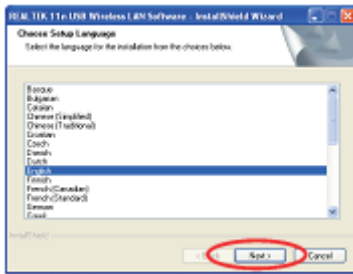 REALTEK 11n USB Wireless LAN Software - InstallShield Wizard
Choose Setup Language
Select the language for the installation from the choices below.
Basque
Bulgarian
Catalan
Chinese (Simplified)
Chinese (Traditional)
Croatian
Czech
Danish
Dutch
English
Finnish
French (Canadian)
French (Standard)
German
Greek
InstallShield
< Back
Next >
Cancel